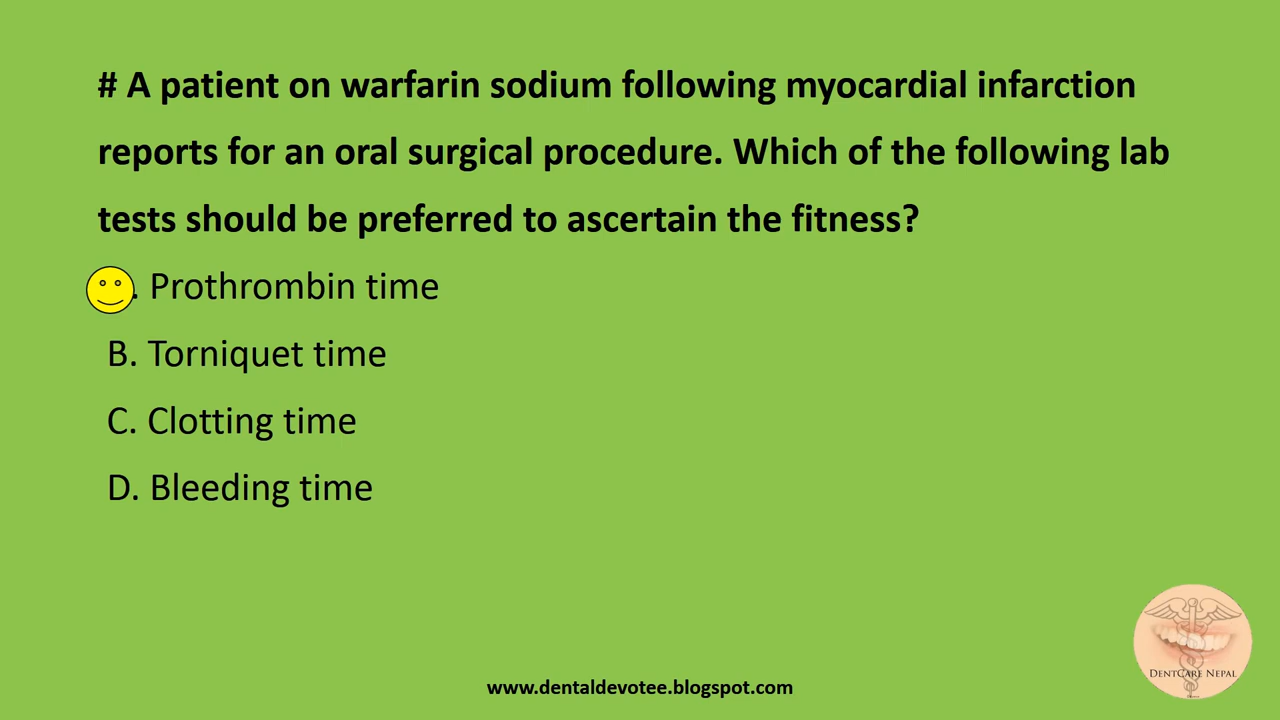 # A patient on warfarin sodium following myocardial infarction
reports for an oral surgical procedure. Which of the following lab
tests should be preferred to ascertain the fitness?
. Prothrombin time
B. Torniquet time
C. Clotting time
D. Bleeding time
DENTCARE NEPAL
www.dentaldevotee.blogspot.com